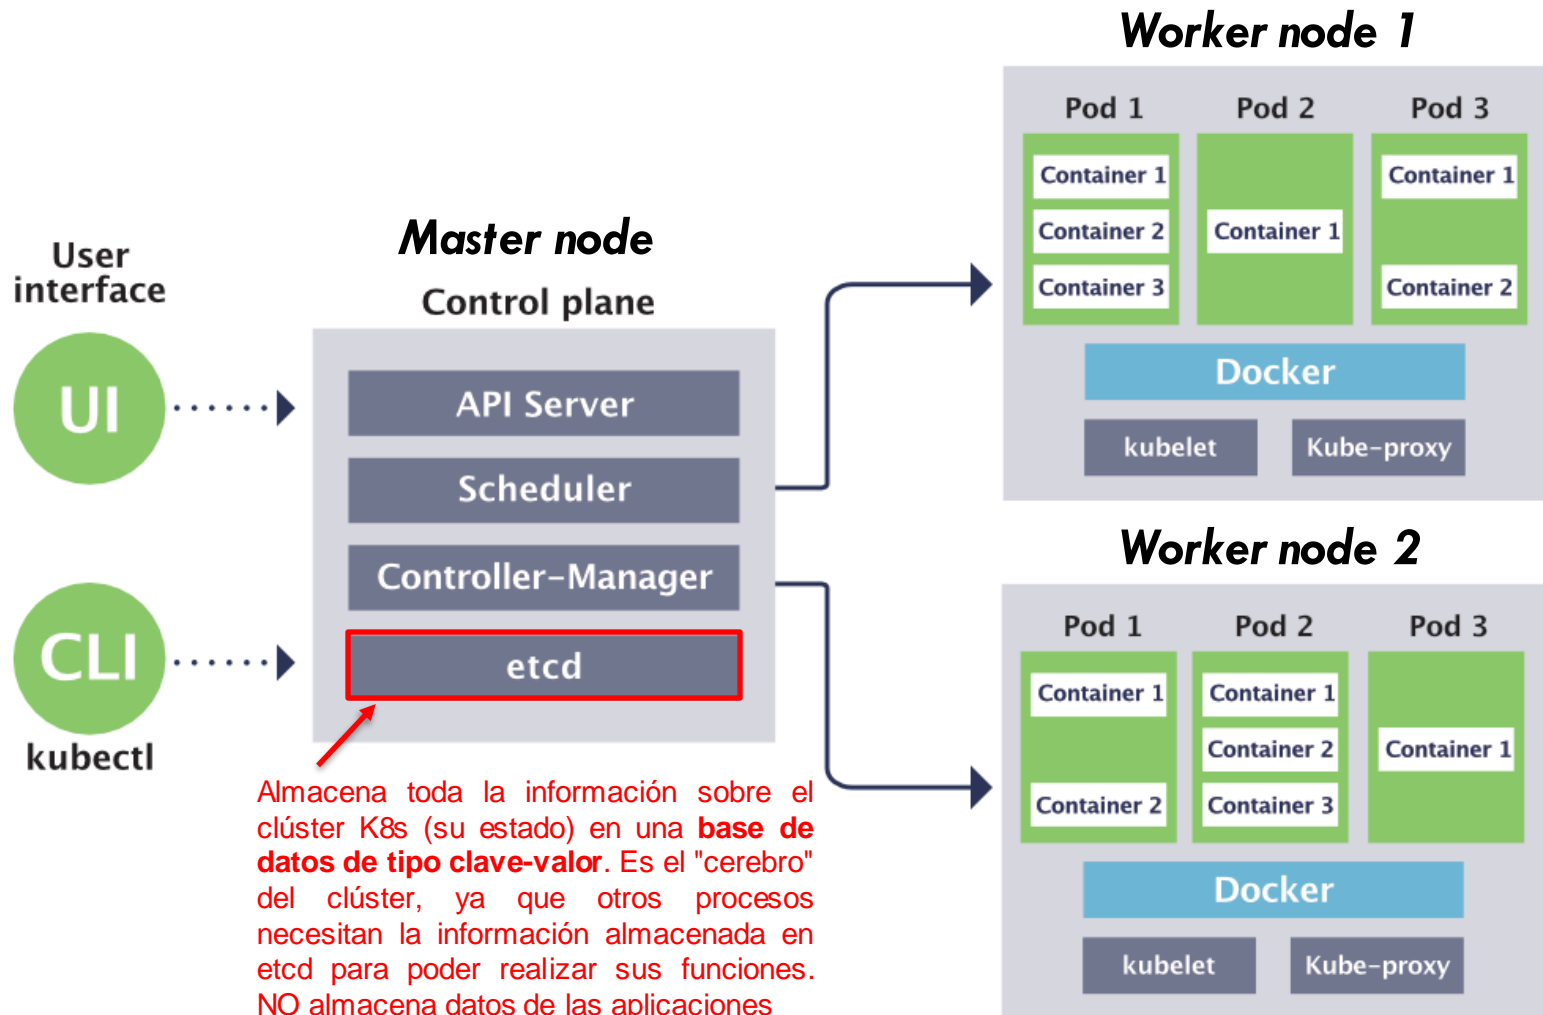 User
interface
UI
CLI
kubectl
Master node
Control plane
API Server
Scheduler
Controller-Manager
etcd
Almacena toda la información sobre el
clúster K8s (su estado) en una base de
datos de tipo clave-valor. Es el "cerebro"
del clúster, ya que otros procesos
necesitan la información almacenada en
etcd para poder realizar sus funciones.
NO almacena datos de las aplicaciones
Worker node 1
Pod 1
Container 1
Container 2
Container 3
Pod 2
Container 1
Pod 3
Container 1
Container 2
Docker
kubelet
Kube-proxy
Worker node 2
Pod 1
Container 1
Container 2
Pod 2
Container 1
Container 2
Container 3
Pod 3
Container 1
Docker
kubelet
Kube-proxy